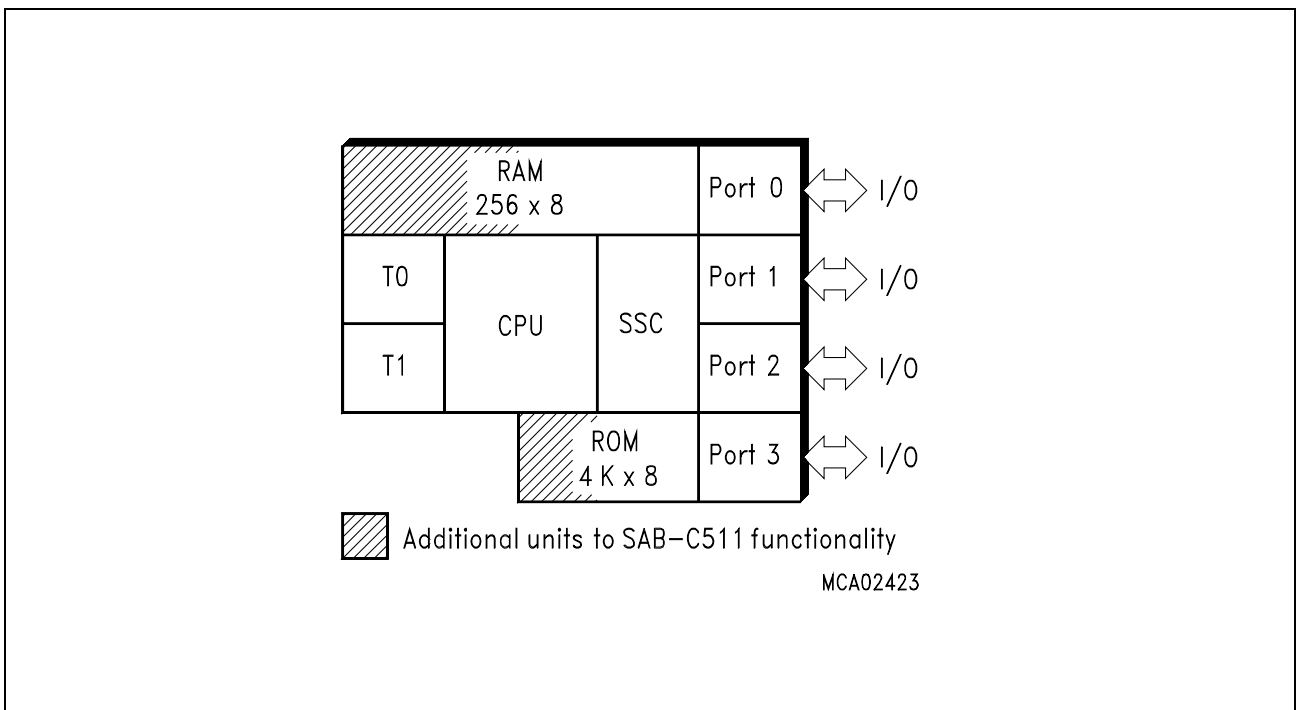 RAM
256 x 8
Port 0
I/O
T0
CPU
SSC
Port 1
I/O
T1
Port 2
I/O
ROM
4 K x 8
Port 3
I/O
Additional units to SAB-C511 functionality
MCA02423